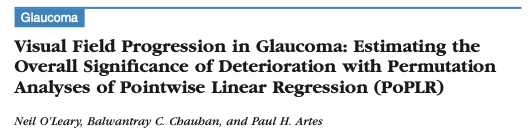 Glaucoma
Visual Field Progression in Glaucoma: Estimating the
Overall Significance of Deterioration with Permutation
Analyses of Pointwise Linear Regression (PoPLR)
Neil O'Leary, Balwantray C. Chauhan, and Paul H. Artes